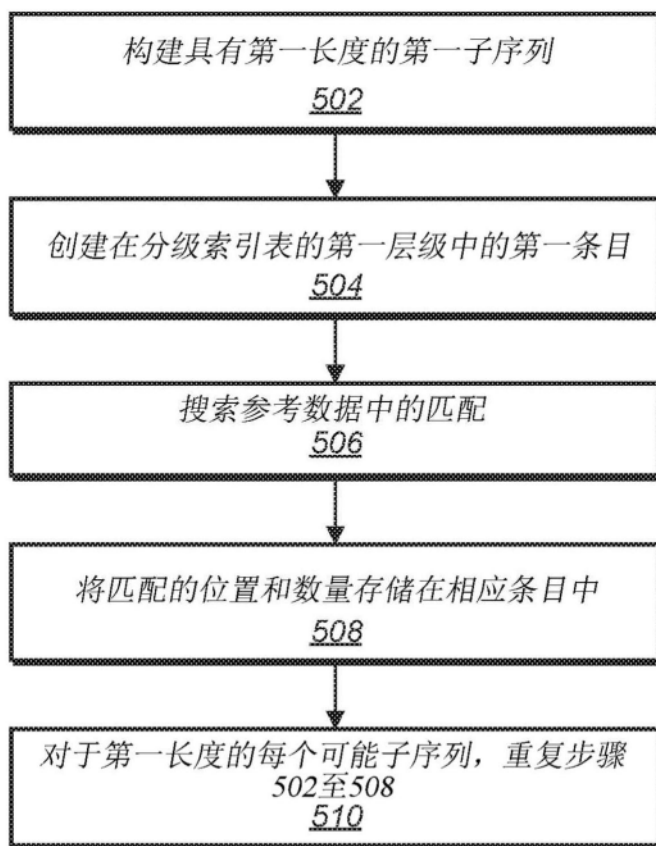 构建具有第一长度的第一子序列
502
创建在分级索引表的第一层级中的第一条目
504
搜索参考数据中的匹配
506
将匹配的位置和数量存储在相应条目中
508
对于第一长度的每个可能子序列，重复步骤
502至508
510